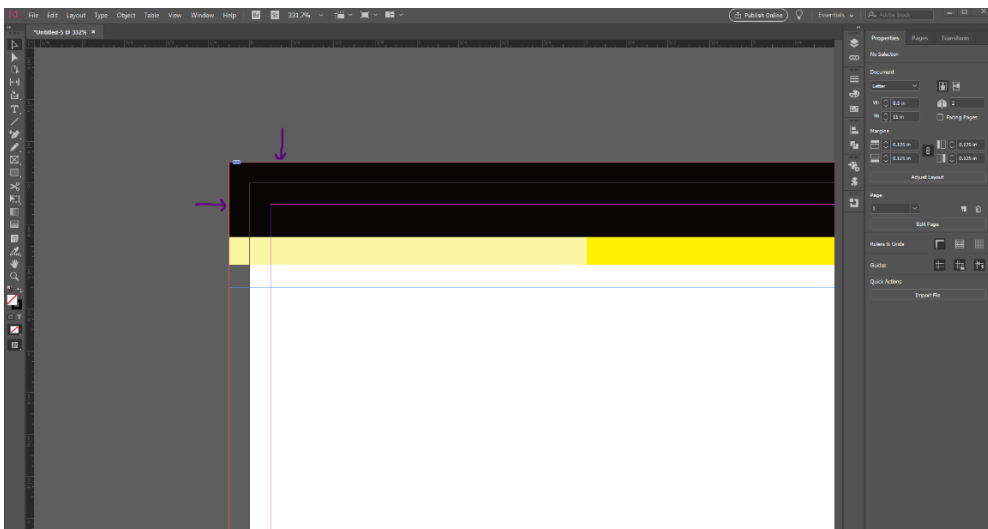 Id File Edit Layout Type Object Table View Window Help Br St 331.7% Publish Online Essentials Adobe Stock
*Untitled-5 @ 332% ×
Properties Pages Transform
No Selection
Document
Letter
W: 8.5 in 2
H: 11 in Facing Pages
Margins
0.125 in 0.125 in
0.125 in 0.125 in
Adjust Layout
Page
1
Edit Page
Rulers & Grids
Guides
Quick Actions
Import File